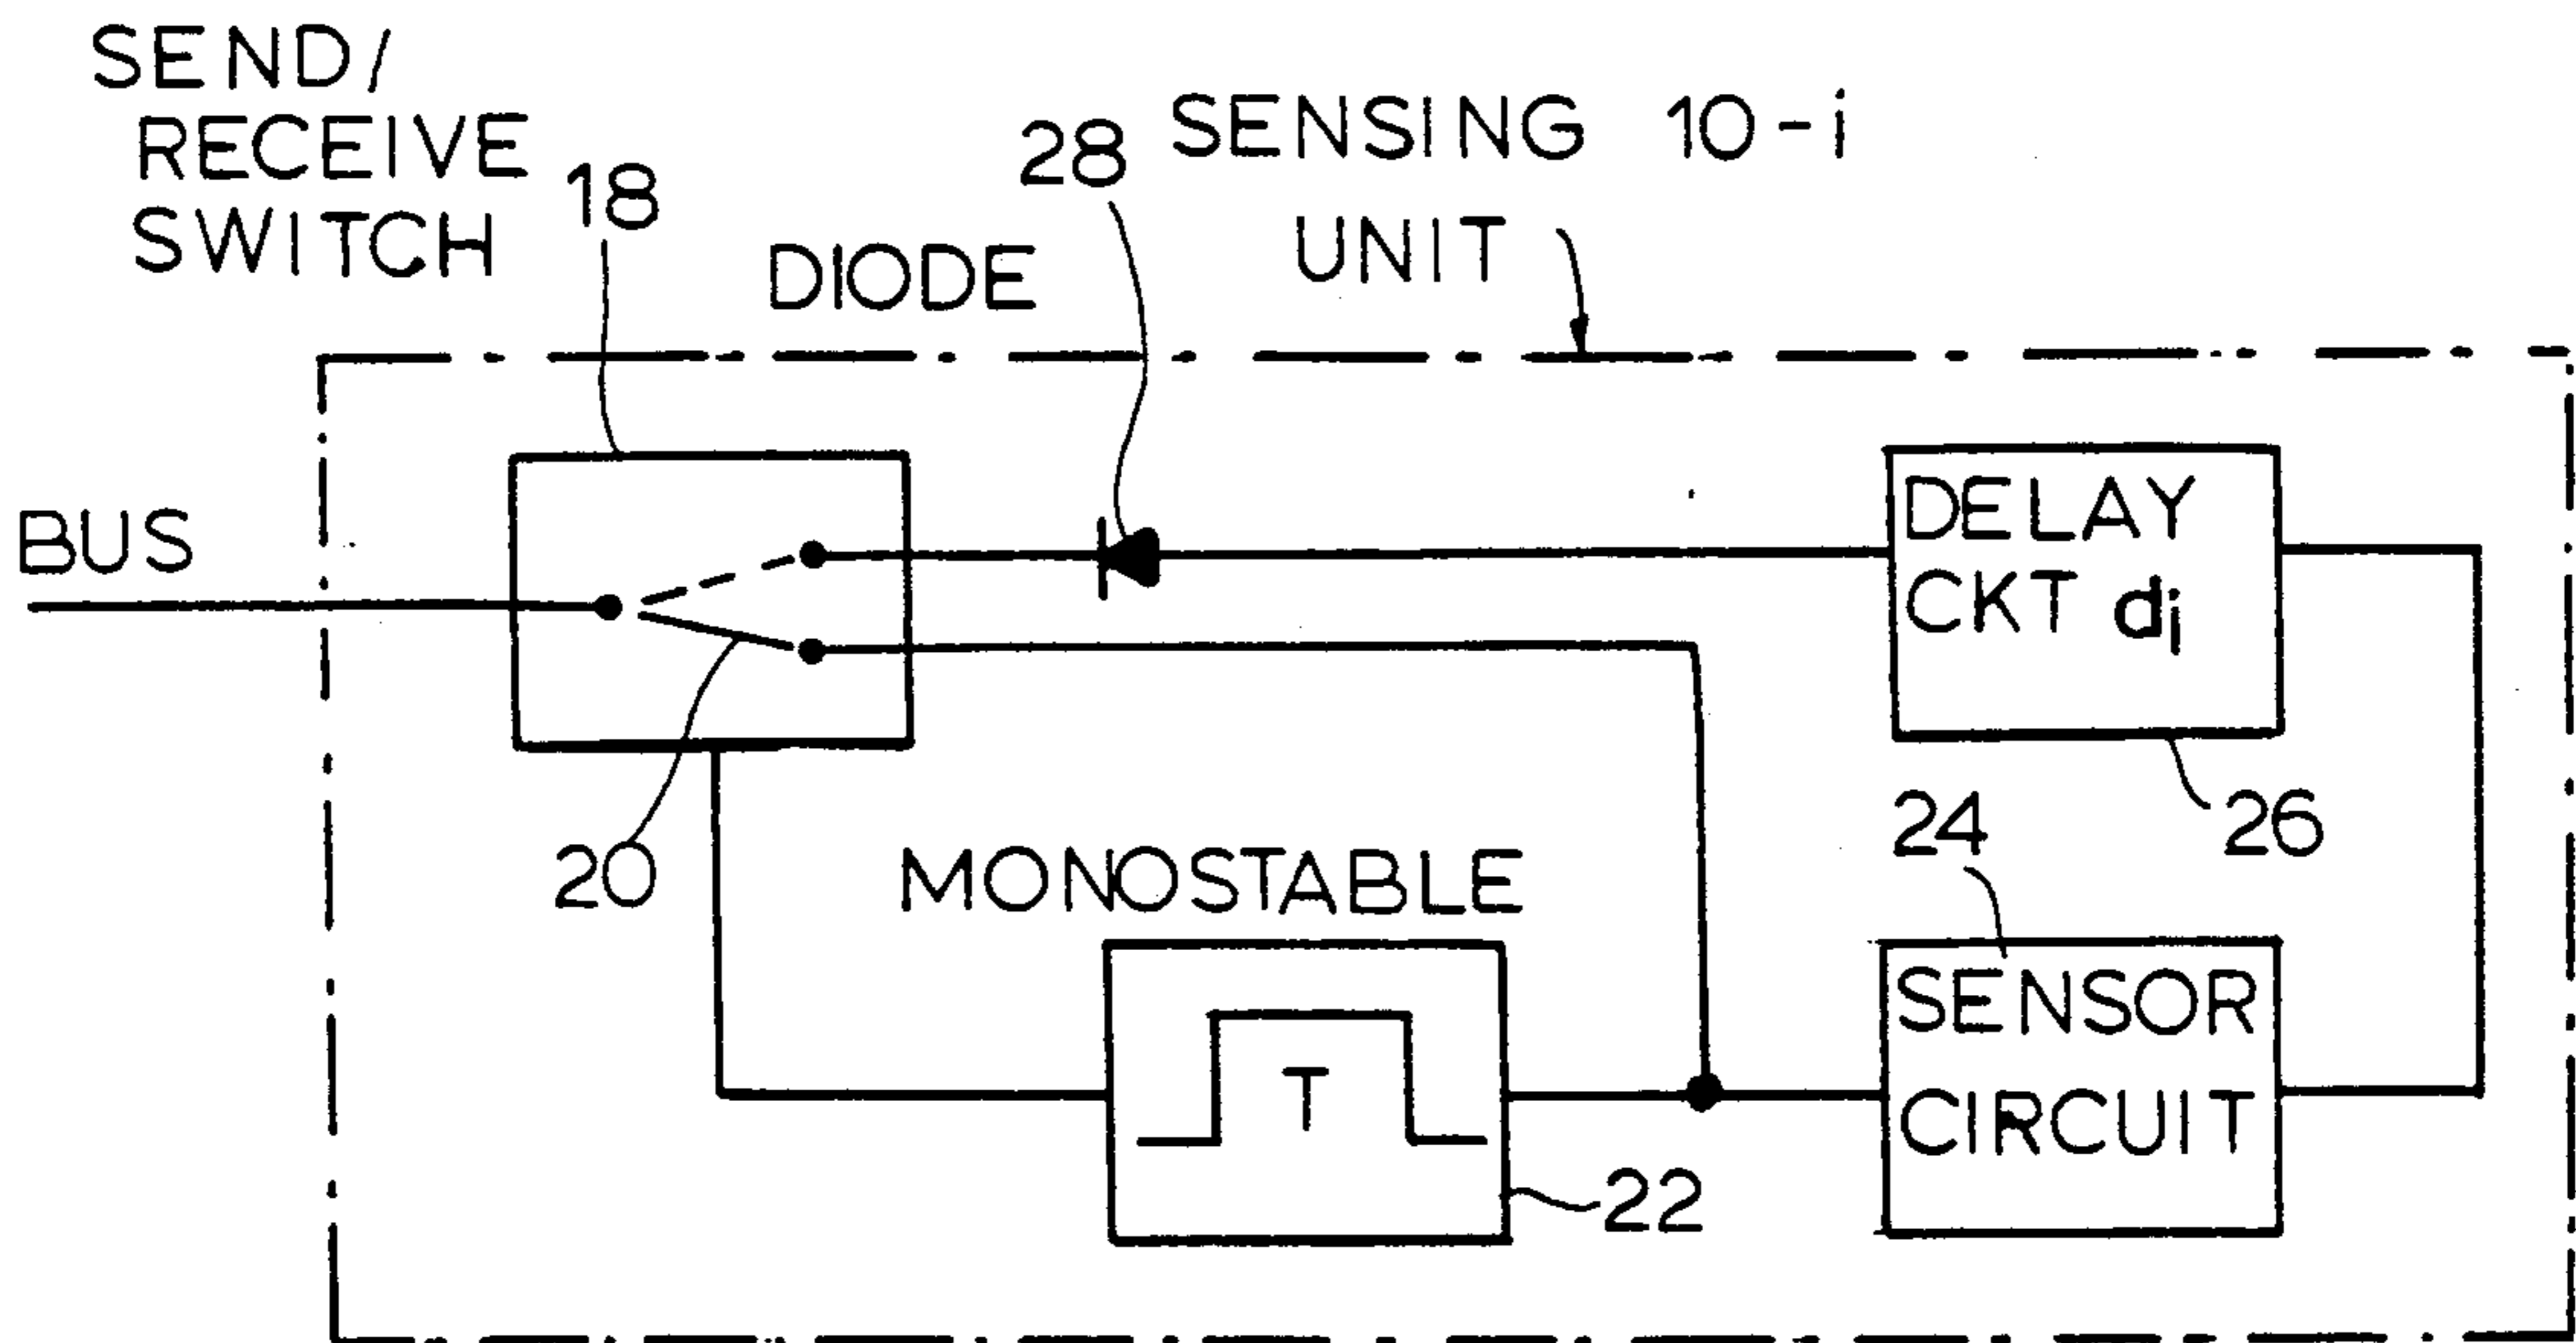 SEND/
RECEIVE
SWITCH
18
DIODE
28
SENSING 10-i
UNIT
BUS
20
DELAY
CKT di
26
24
MONOSTABLE
T
22
SENSOR
CIRCUIT